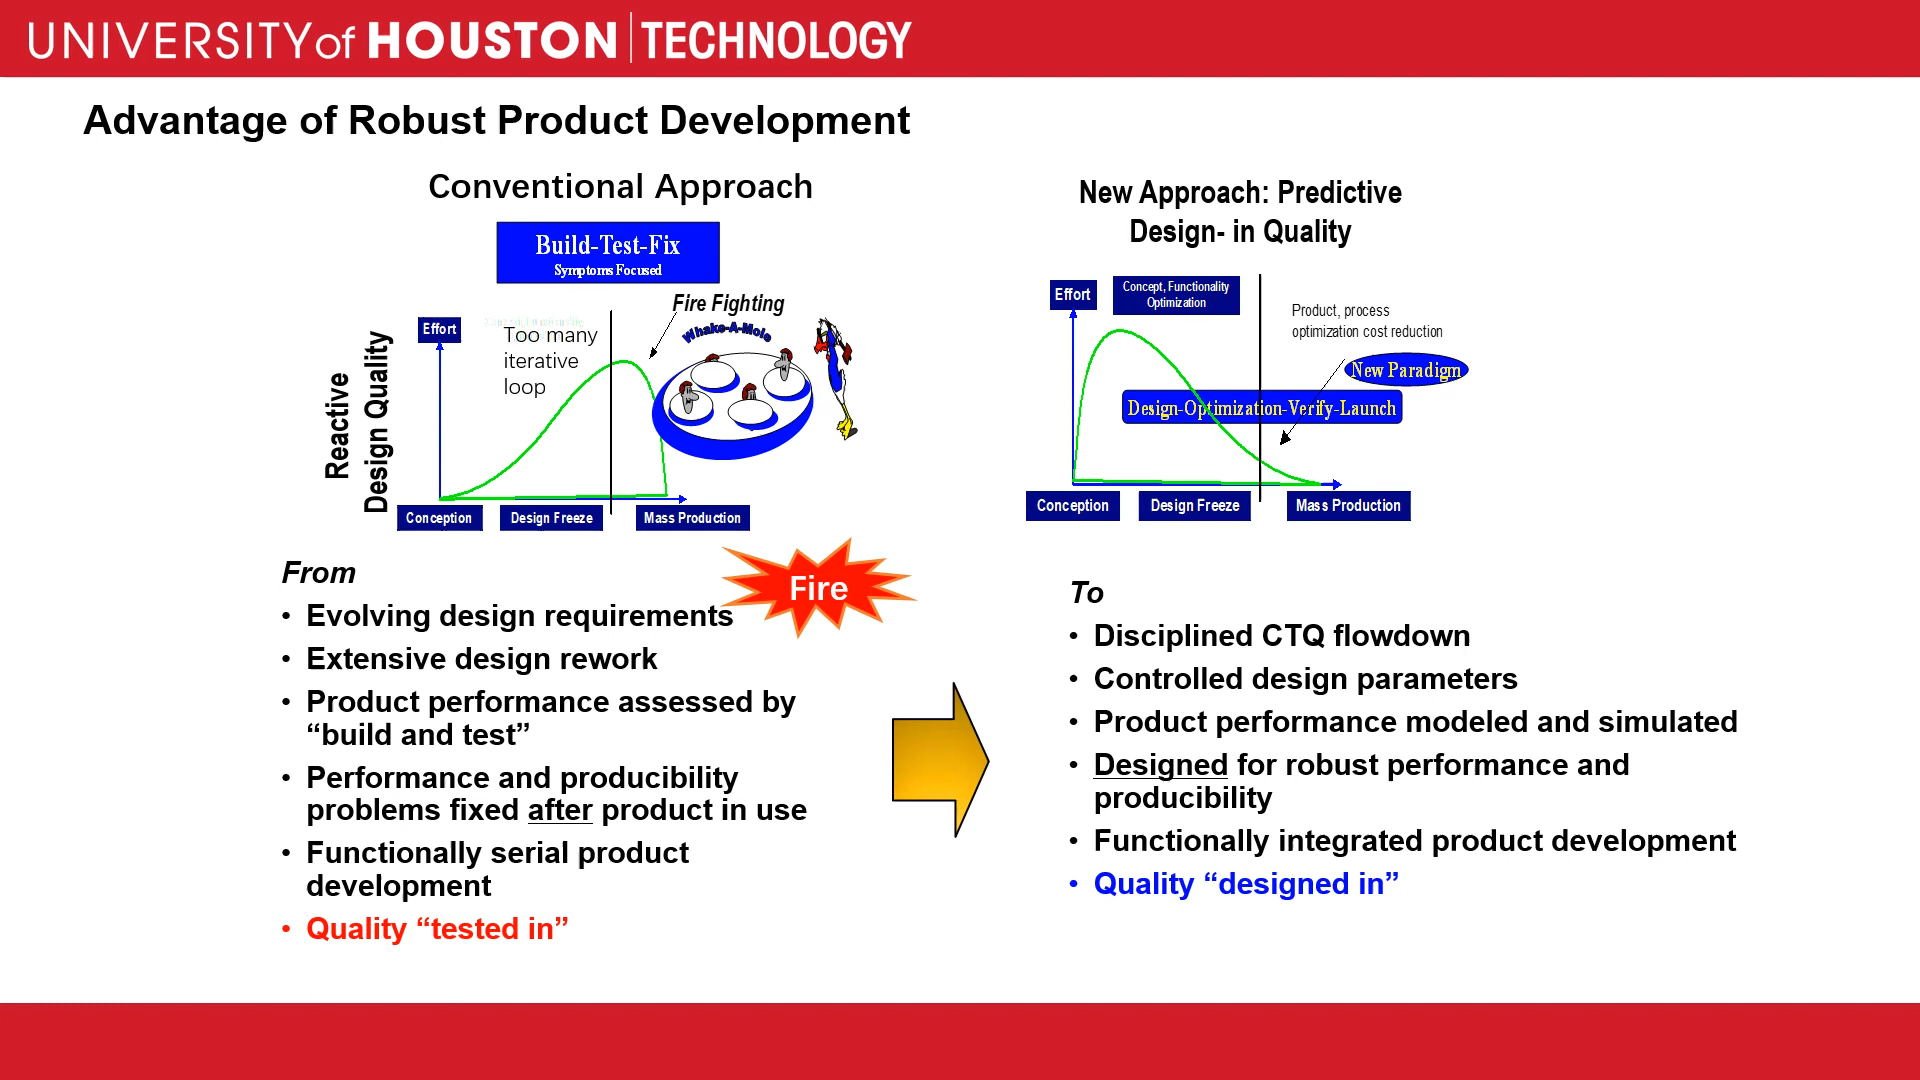 UNIVERSITY of HOUSTON | TECHNOLOGY
Advantage of Robust Product Development
Conventional Approach
Build-Test-Fix
Symptoms Focused
Fire Fighting
Whake-A-Mole
Effort
Too many
iterative
loop
Reactive
Design Quality
Conception
Design Freeze
Mass Production
From
Fire
• Evolving design requirements
• Extensive design rework
• Product performance assessed by
“build and test”
• Performance and producibility
problems fixed after product in use
• Functionally serial product
development
• Quality “tested in”
New Approach: Predictive
Design- in Quality
Effort
Concept, Functionality
Optimization
Product, process
optimization cost reduction
New Paradigm
Design-Optimization-Verify-Launch
Conception
Design Freeze
Mass Production
To
• Disciplined CTQ flowdown
• Controlled design parameters
• Product performance modeled and simulated
• Designed for robust performance and
producibility
• Functionally integrated product development
• Quality “designed in”